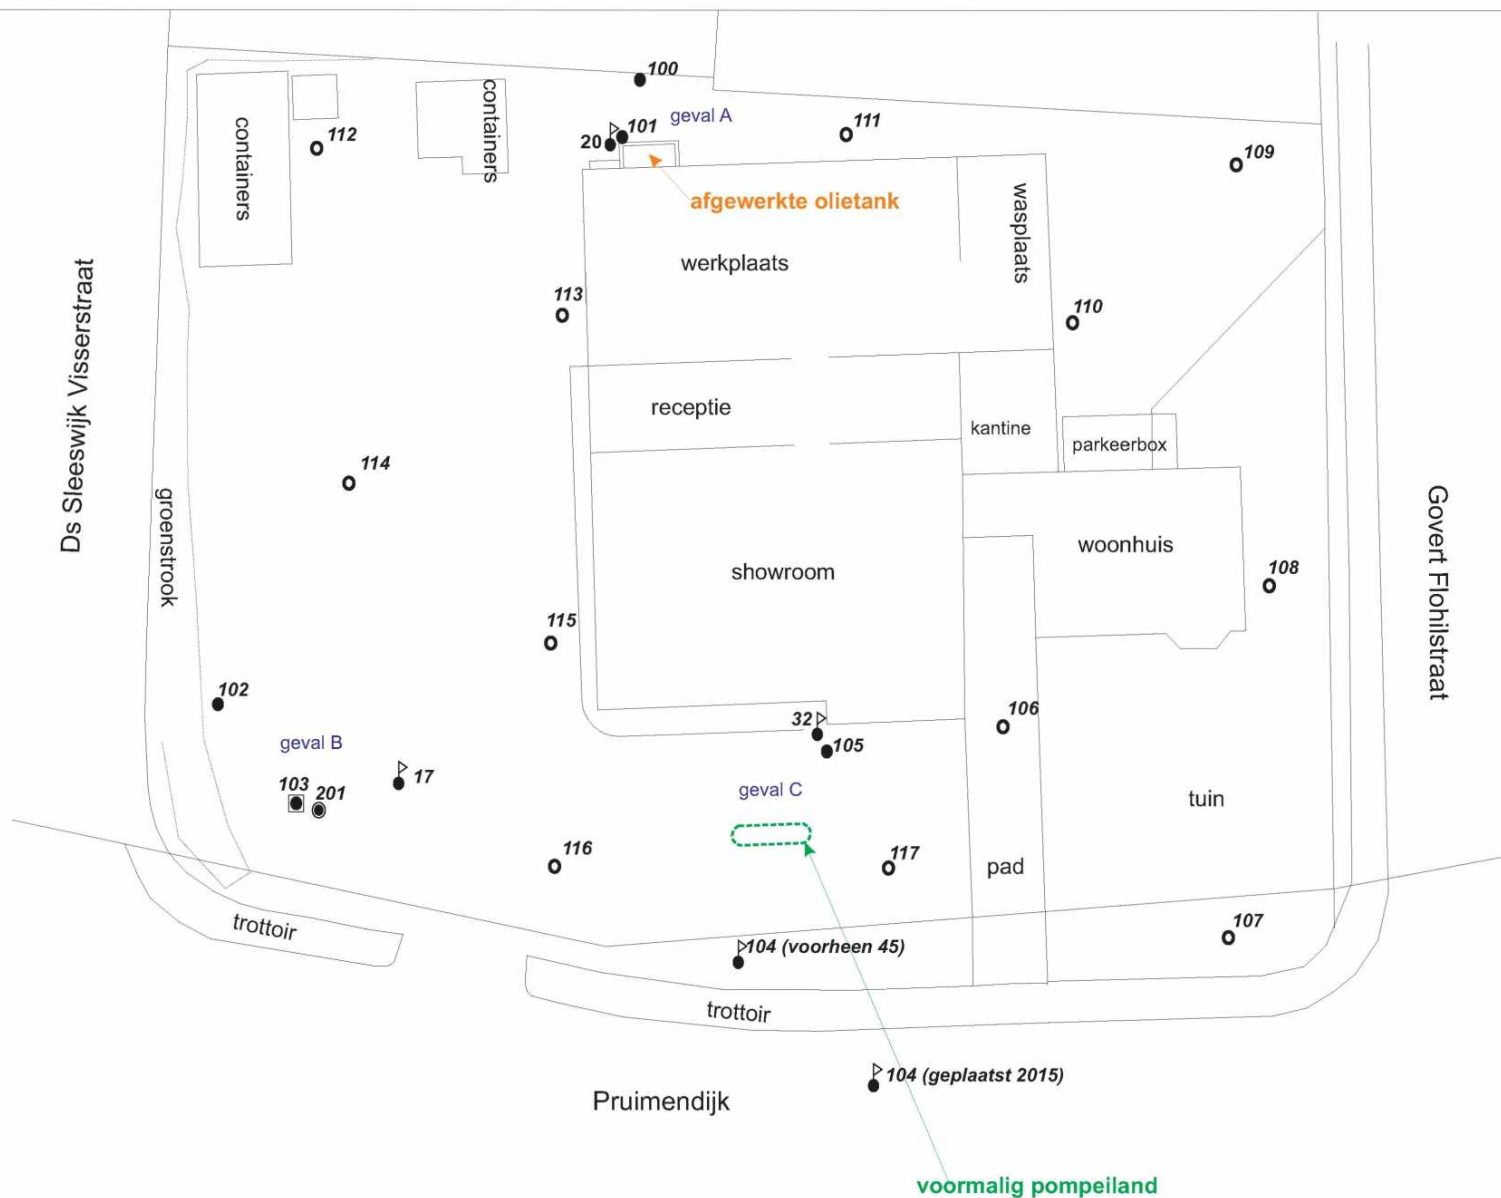 100
geval A
20
101
111
109
containers
112
containers
afgewerkte olietank
wasplaats
werkplaats
113
110
Ds Sleeswijk Visserstraat
receptie
kantine
parkeerbox
114
groenstrook
woonhuis
showroom
108
Govert Flohilstraat
115
102
106
32
105
geval B
17
103
201
geval C
tuin
116
117
pad
trottoir
104 (voorheen 45)
107
trottoir
104 (geplaatst 2015)
Pruimendijk
voormalig pompeiland